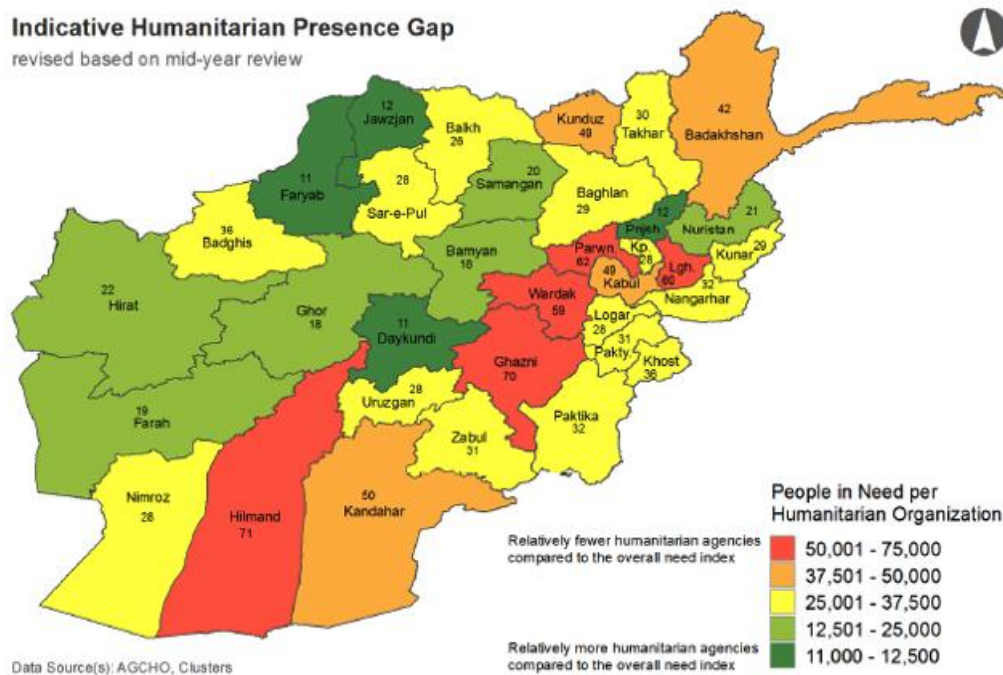 Indicative Humanitarian Presence Gap
revised based on mid-year review
12
Jawzjan
Balkh
26
Kunduz
49
30
Takhar
42
Badakhshan
11
Faryab
28
Sar-e-Pul
20
Samangan
Baghlan
29
12
Pnjsh
21
Nuristan
36
Badghis
Bamyan
18
Parwn.
62
Kp.
28
Lgh.
60
29
Kunar
22
Hirat
Ghor
18
49
Kabul
32
Nangarhar
Wardak
59
11
Daykundi
Logar
28
31
Pakty.
Khost
36
Ghazni
70
19
Farah
28
Uruzgan
Paktika
32
Zabul
31
Nimroz
28
Hilmand
71
50
Kandahar
People in Need per
Humanitarian Organization
Relatively fewer humanitarian agencies
compared to the overall need index
50,001 - 75,000
37,501 - 50,000
25,001 - 37,500
12,501 - 25,000
11,000 - 12,500
Relatively more humanitarian agencies
compared to the overall need index
Data Source(s): AGCHO, Clusters